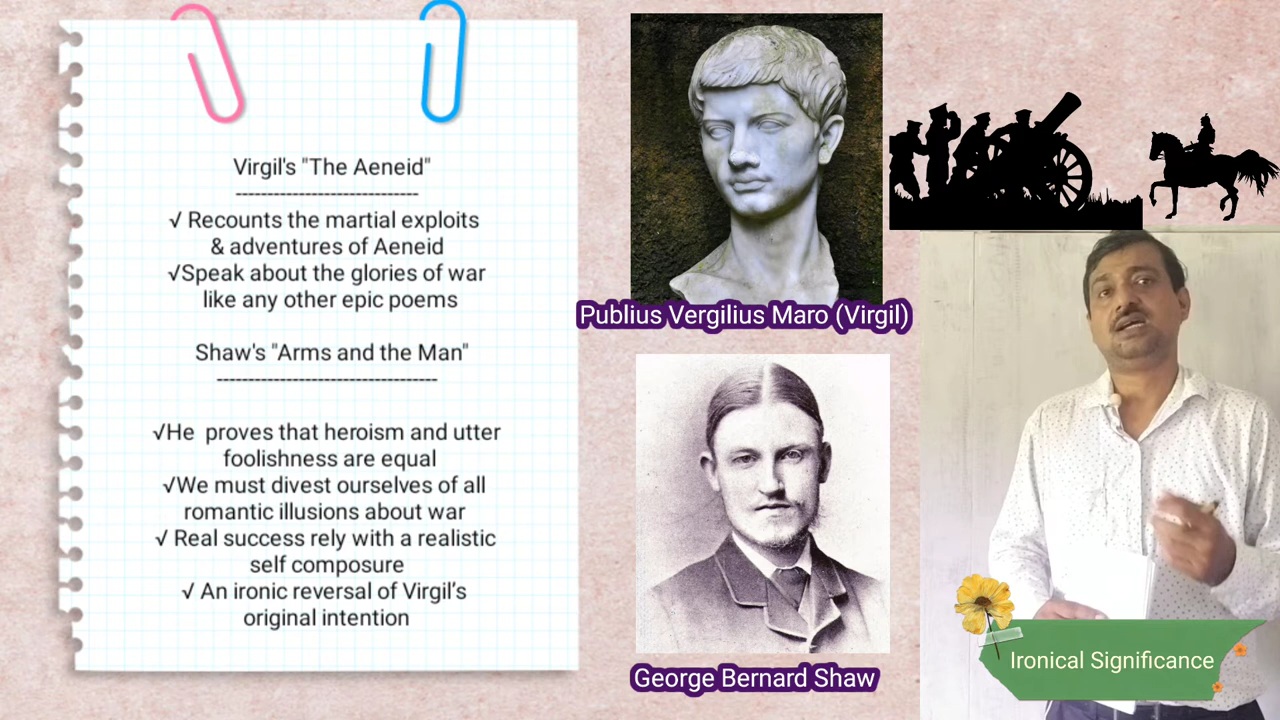 Virgil's "The Aeneid"
----------------------------
√ Recounts the martial exploits
& adventures of Aeneid
√Speak about the glories of war
like any other epic poems
Shaw's "Arms and the Man"
----------------------------------
√He proves that heroism and utter
foolishness are equal
√We must divest ourselves of all
romantic illusions about war
√ Real success rely with a realistic
self composure
√ An ironic reversal of Virgil's
original intention
Publius Vergilius Maro (Virgil)
George Bernard Shaw
Ironical Significance